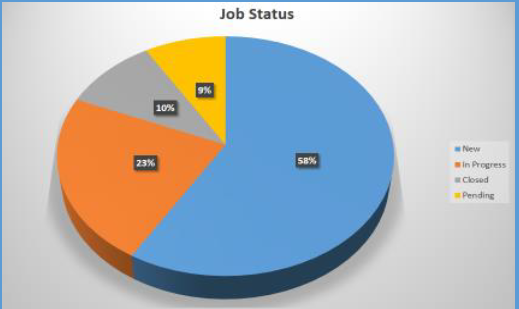 Job Status
9%
10%
23%
58%
New
In Progress
Closed
Pending